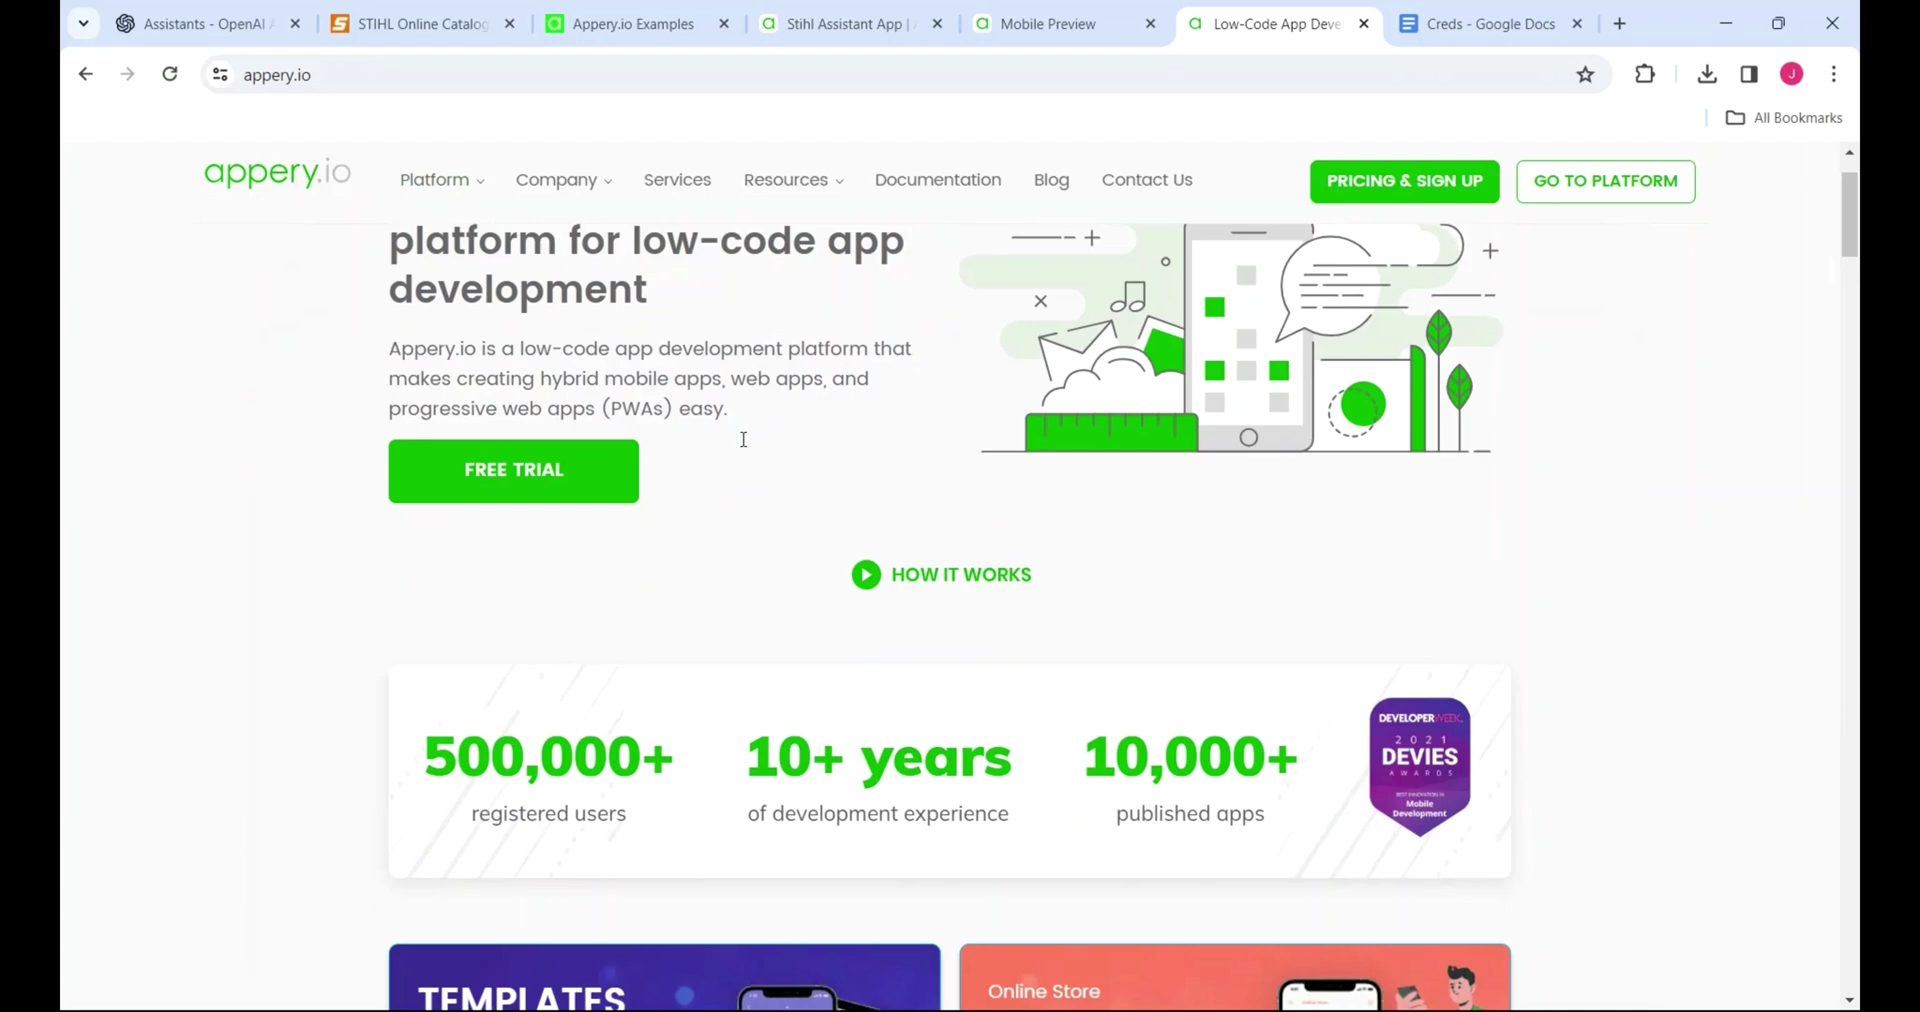 Assistants - OpenAI A
STIHL Online Catalog
Appery.io Examples
Stihl Assistant App | A
Mobile Preview
Low-Code App Deve
Creds - Google Docs
appery.io
J
All Bookmarks
appery.io
Platform
Company
Services
Resources
Documentation
Blog
Contact Us
PRICING & SIGN UP
GO TO PLATFORM
platform for low-code app
development
Appery.io is a low-code app development platform that
makes creating hybrid mobile apps, web apps, and
progressive web apps (PWAs) easy.
FREE TRIAL
HOW IT WORKS
500,000+
registered users
10+ years
of development experience
10,000+
published apps
DEVELOPERWEEK
2021
DEVIES
AWARDS
BEST INNOVATION IN
Mobile
Development
TEMPLATES
Online Store